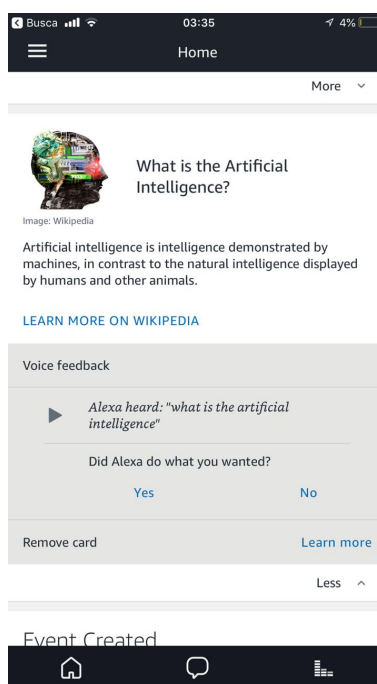 Busca 03:35 4%
Home
More
What is the Artificial
Intelligence?
Image: Wikipedia
Artificial intelligence is intelligence demonstrated by
machines, in contrast to the natural intelligence displayed
by humans and other animals.
LEARN MORE ON WIKIPEDIA
Voice feedback
Alexa heard: "what is the artificial
intelligence"
Did Alexa do what you wanted?
Yes No
Remove card Learn more
Less
Event Created